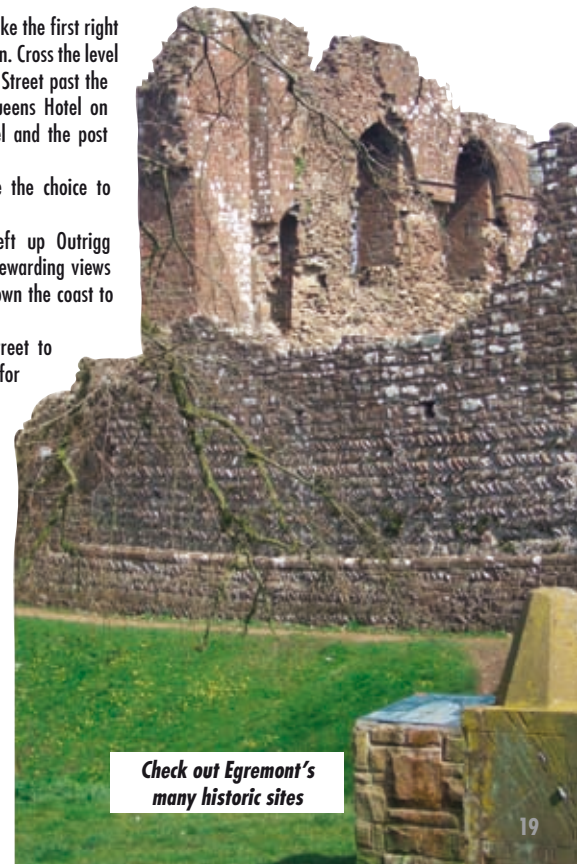 ke the first right
n. Cross the level
Street past the
ueens Hotel on
el and the post
e the choice to
eft up Outrigg
ewarding views
own the coast to
reet to
for
Check out Egremont's
many historic sites
19